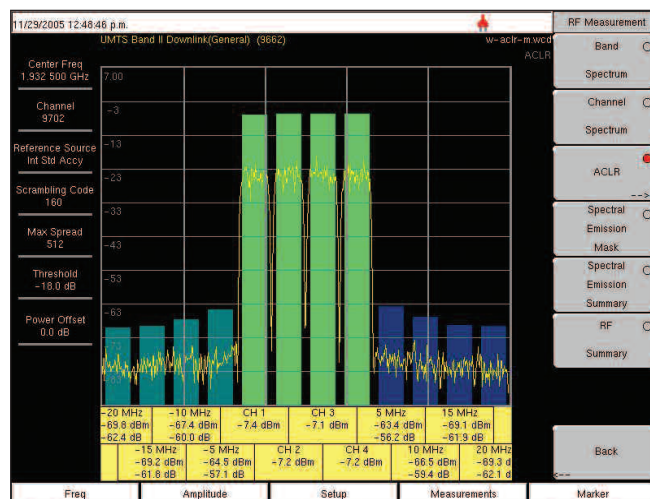 11/29/2005 12:48:46 p.m.
RF Measurement
UMTS Band II Downlink(General) (9662)
w-aclr-m.wcd
ACLR
Center Freq
1.932 500 GHz
Channel
9702
Reference Source
Int Std Accy
Scrambling Code
160
Max Spread
512
Threshold
-18.0 dB
Power Offset
0.0 dB
7.00
-3
-13
-23
-33
-43
-53
-63
-73
-83
-20 MHz -10 MHz CH 1 CH 3 5 MHz 15 MHz
-69.8 dBm -67.4 dBm -7.4 dBm -7.1 dBm -63.4 dBm -69.1 dBm
-62.4 dB -60.0 dB -56.2 dB -61.9 dB
-15 MHz -5 MHz CH 2 CH 4 10 MHz 20 MHz
-69.2 dBm -64.5 dBm -7.2 dBm -7.2 dBm -66.5 dBm -69.3 d
-61.8 dB -57.1 dB -59.4 dB -62.1 d
Band
Spectrum
Channel
Spectrum
ACLR
-->
Spectral
Emission
Mask
Spectral
Emission
Summary
RF
Summary
Back
<--
Freq Amplitude Setup Measurements Marker